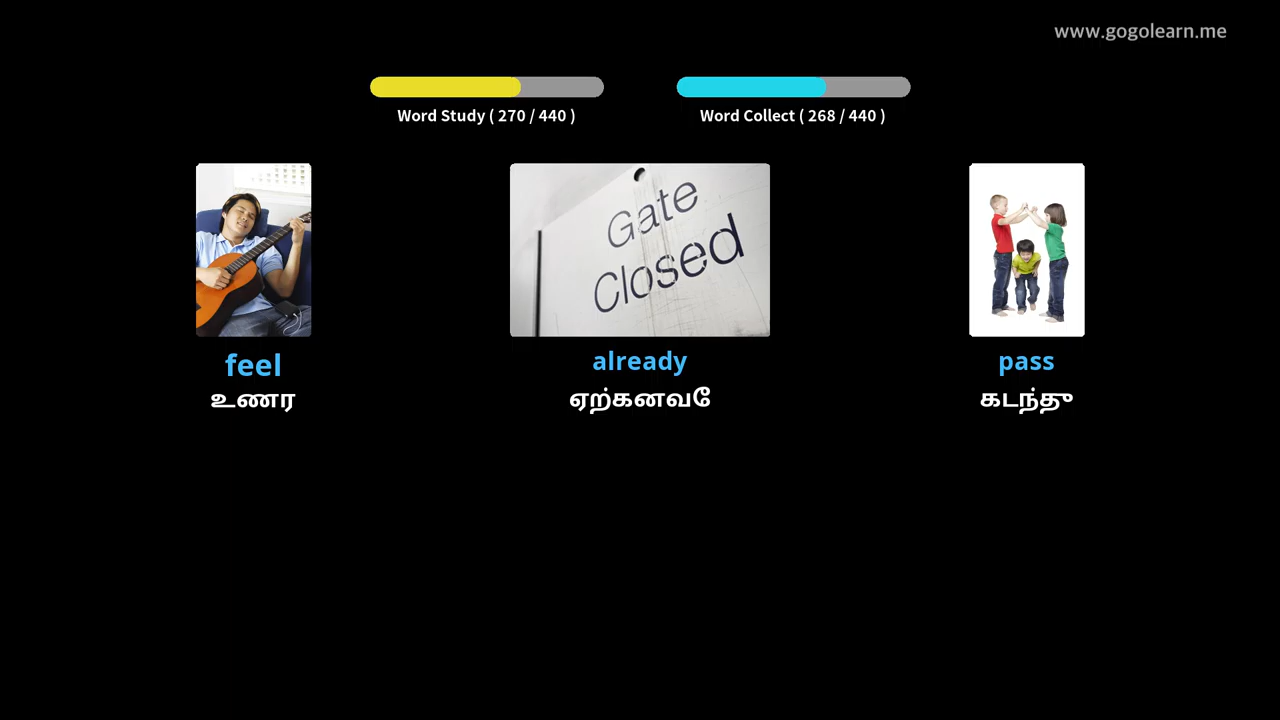 www.gogolearn.me
Word Study ( 270 / 440 )
Word Collect ( 268 / 440 )
Gate
Closed
feel
already
pass
உணர
ஏற்கனவே
கடந்து